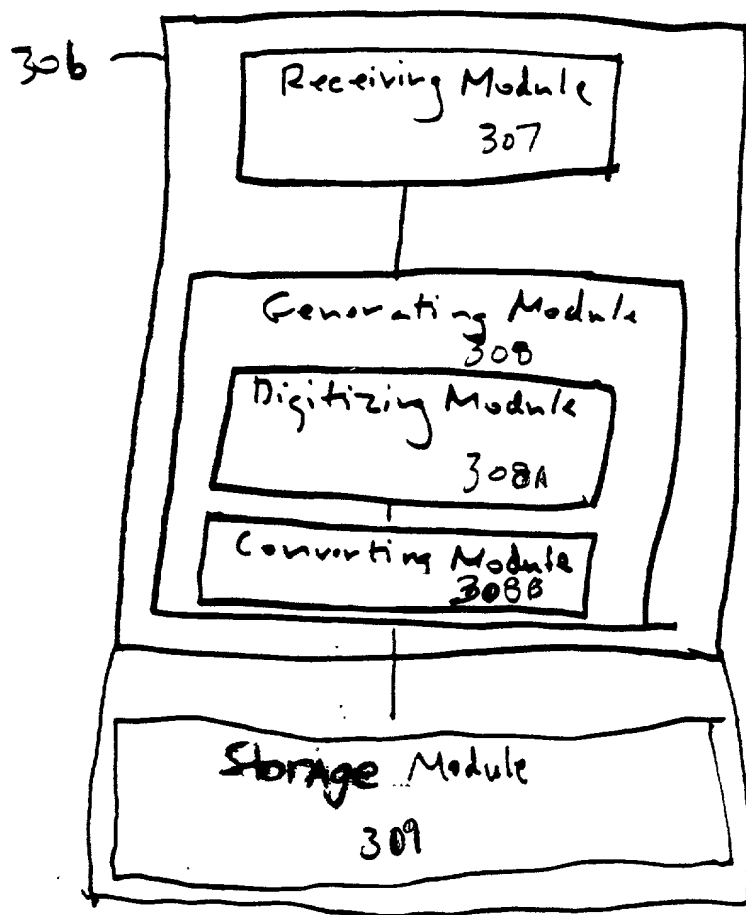 306
Receiving Module
307
Generating Module
308
Digitizing Module
308A
Converting Module
308B
Storage Module
309